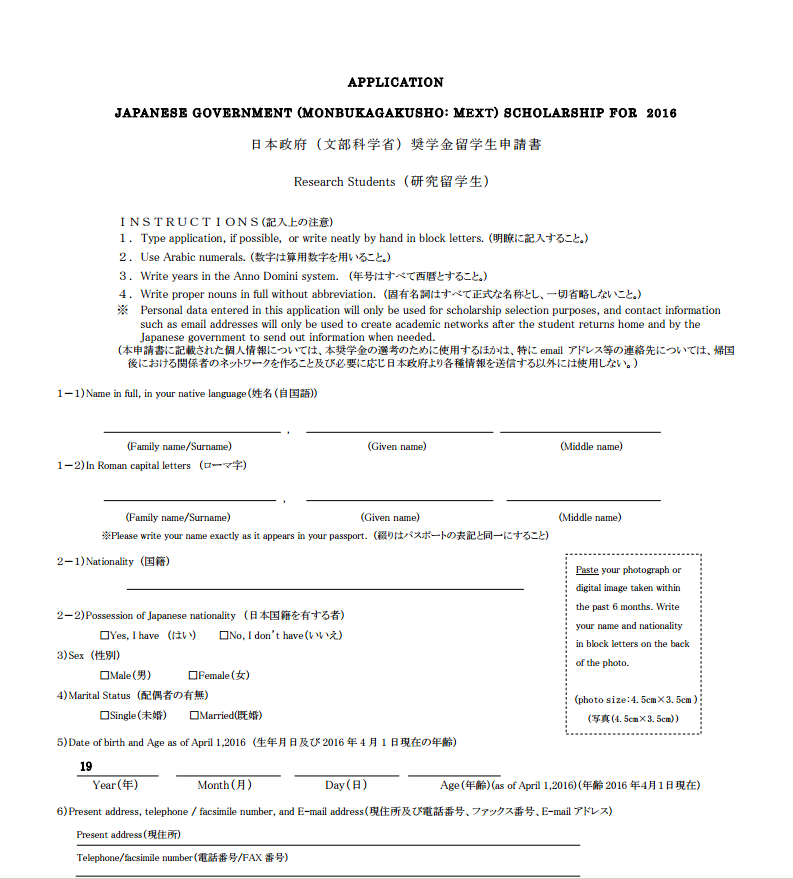 APPLICATION
JAPANESE GOVERNMENT (MONBUKAGAKUSHO: MEXT) SCHOLARSHIP FOR 2016
日本政府（文部科学省）奨学金留学生申請書
Research Students（研究留学生）
ＩＮＳＴＲＵＣＴＩＯＮＳ(記入上の注意)
１．Type application, if possible, or write neatly by hand in block letters. (明瞭に記入すること。)
２．Use Arabic numerals. (数字は算用数字を用いること。)
３．Write years in the Anno Domini system. （年号はすべて西暦とすること。)
４．Write proper nouns in full without abbreviation. （固有名詞はすべて正式な名称とし、一切省略しないこと。)
※ Personal data entered in this application will only be used for scholarship selection purposes, and contact information
such as email addresses will only be used to create academic networks after the student returns home and by the
Japanese government to send out information when needed.
(本申請書に記載された個人情報については、本奨学金の選考のために使用するほかは、特に email アドレス等の連絡先については、帰国
後における関係者のネットワークを作ること及び必要に応じ日本政府より各種情報を送信する以外には使用しない。)
１－１)Name in full, in your native language(姓名（自国語))
,
(Family name/Surname) (Given name) (Middle name)
１－２)In Roman capital letters （ローマ字)
,
(Family name/Surname) (Given name) (Middle name)
※Please write your name exactly as it appears in your passport. （綴りはパスポートの表記と同一にすること)
２－１)Nationality （国籍)
２－２)Possession of Japanese nationality （日本国籍を有する者)
□Yes, I have （はい） □No, I don't have(いいえ)
3)Sex （性別)
□Male(男) □Female(女)
4)Marital Status （配偶者の有無)
□Single(未婚) □Married(既婚)
Paste your photograph or
digital image taken within
the past 6 months. Write
your name and nationality
in block letters on the back
of the photo.
(photo size:4.5cm×3.5cm )
(写真(4.5cm×3.5cm))
5)Date of birth and Age as of April 1,2016 （生年月日及び 2016 年 4 月 1 日現在の年齢)
19
Year(年) Month(月) Day(日) Age(年齢)(as of April 1,2016)(年齢 2016 年4月1日現在)
6)Present address, telephone / facsimile number, and E-mail address(現住所及び電話番号、ファックス番号、E-mail アドレス)
Present address(現住所)
Telephone/facsimile number(電話番号/FAX 番号)